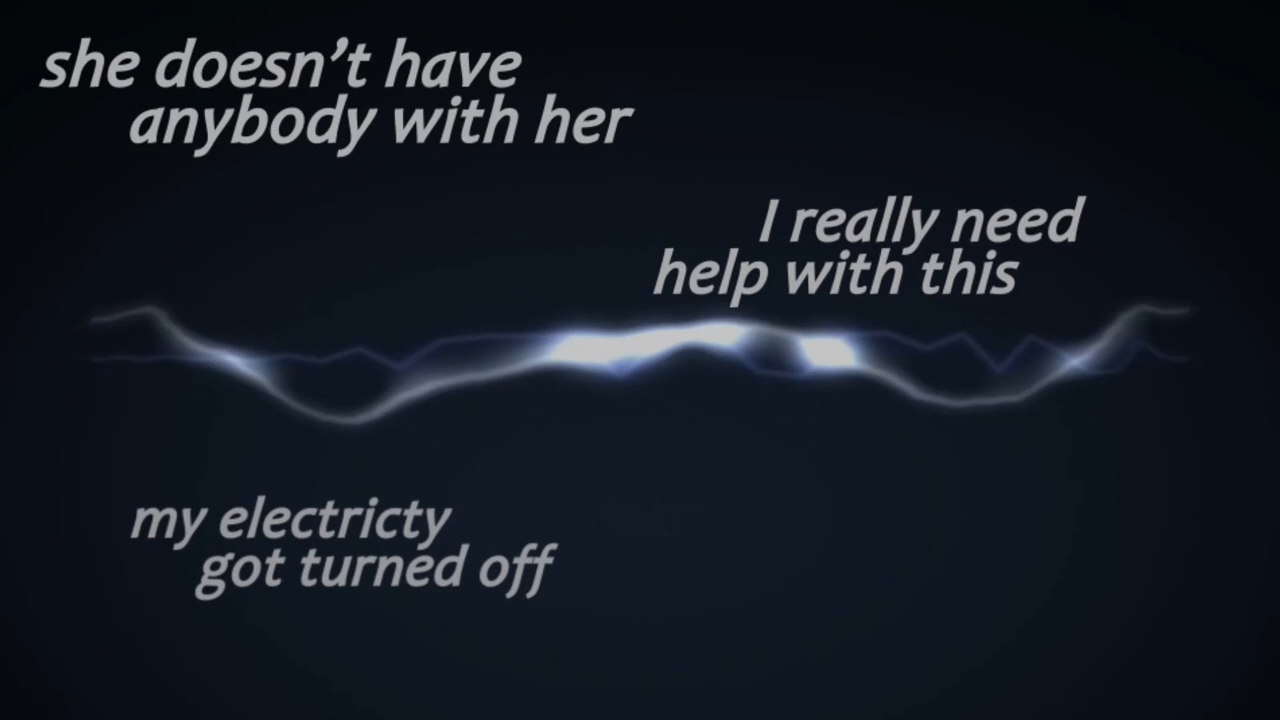 she doesn’t have
anybody with her
I really need
help with this
my electricty
got turned off